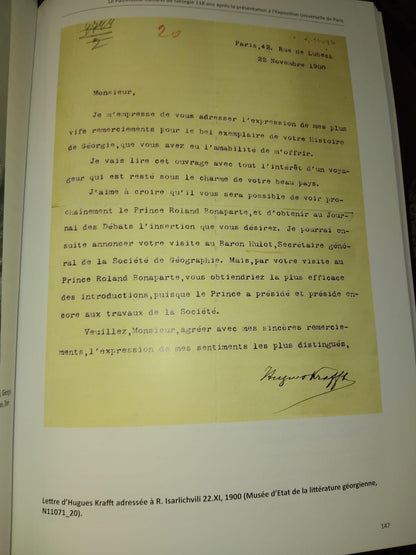 Le Patrimoine culturel de Géorgie 118 ans après la présentation à l'Exposition Universelle de Paris
20
2
Paris,42, Rue de Lubeck
22 Novembre 1900
Monsieur,
Je m'empresse de vous adresser l'expression de mes plus
vifs remerciements pour le bel exemplaire de votre Histoire
de Géorgie, que vous avez eu l'amabilité de m'offrir.
Je vais lire cet ouvrage avec tout l'intérêt d'un voya-
geur qui est resté sous le charme de votre beau pays.
J'aime à croire qu'il vous sera possible de voir pro-
chainement le Prince Roland Bonaparte,et d'obtenir au Jour-
nal des Débats l'insertion que vous désirez. Je pourrai en-
suite annoncer votre visite au Baron Hulot,Secrétaire géné-
ral de la Société de Géographie. Mais,par votre visite au
Prince Roland Bonaparte,vous obtiendriez la plus efficace
des introductions,puisque le Prince a présidé et préside en-
core aux travaux de la Société.
Veuillez,Monsieur,agréer avec mes sincères remercie-
ments,l'expression de mes sentiments les plus distingués,
Hugues Krafft
Lettre d'Hugues Krafft adressée à R. Isarlichvili 22.XI, 1900 (Musée d'Etat de la littérature géorgienne,
N11071_20).
147